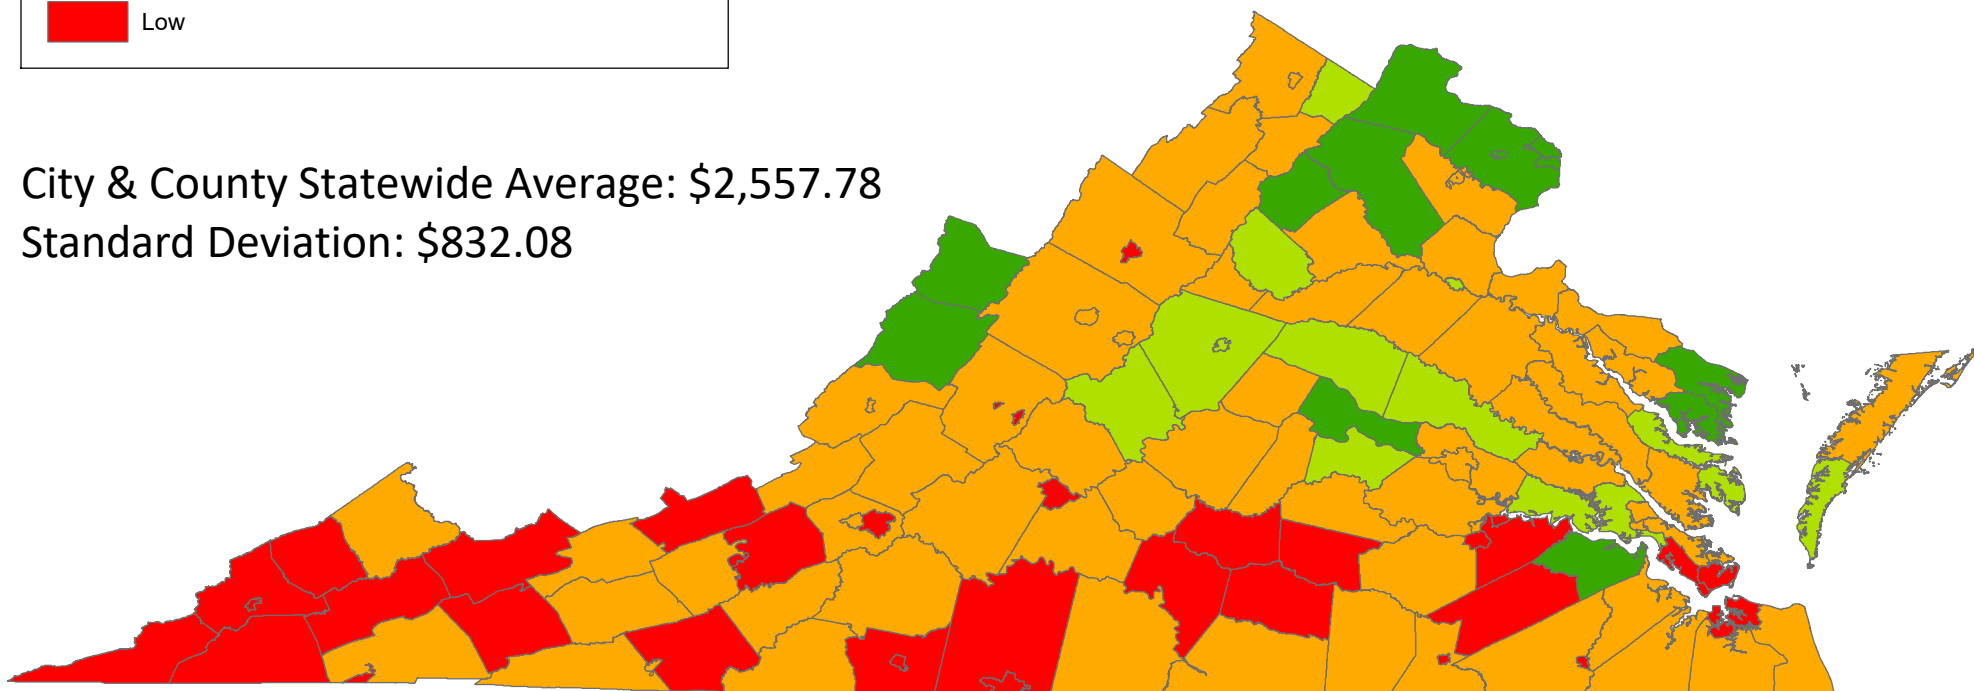 Low
City & County Statewide Average: $2,557.78
Standard Deviation: $832.08